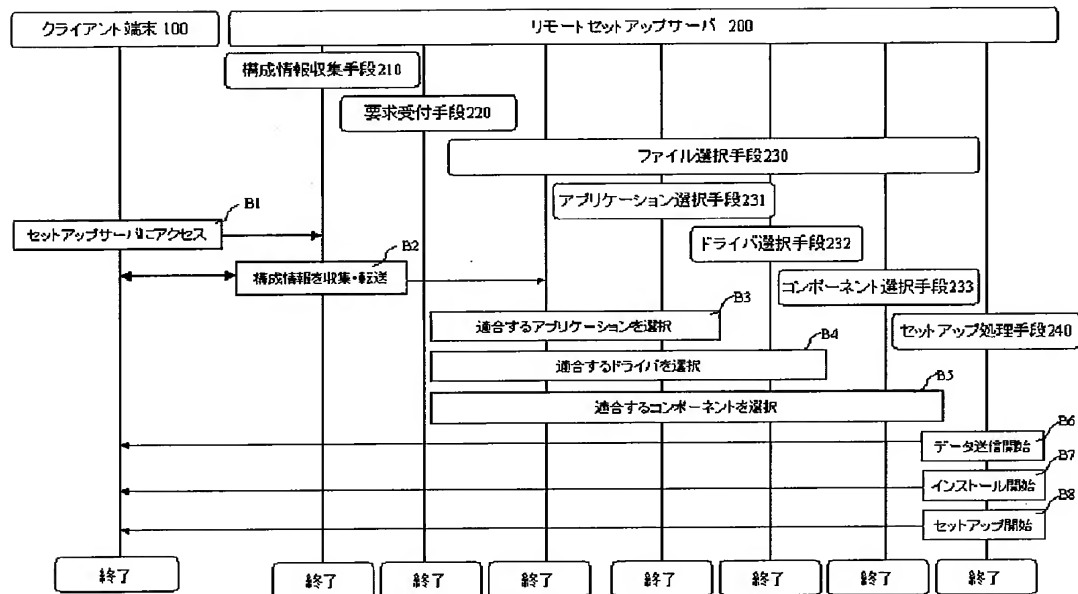 クライアント端末 100
リモートセットアップサーバ 200
構成情報収集手段210
要求受付手段220
ファイル選択手段230
アプリケーション選択手段231
B1
セットアップサーバにアクセス
ドライバ選択手段232
B2
構成情報を収集・転送
コンポーネント選択手段233
B3
適合するアプリケーションを選択
セットアップ処理手段240
B4
適合するドライバを選択
B5
適合するコンポーネントを選択
B6
データ送信開始
B7
インストール開始
B8
セットアップ開始
終了
終了
終了
終了
終了
終了
終了
終了